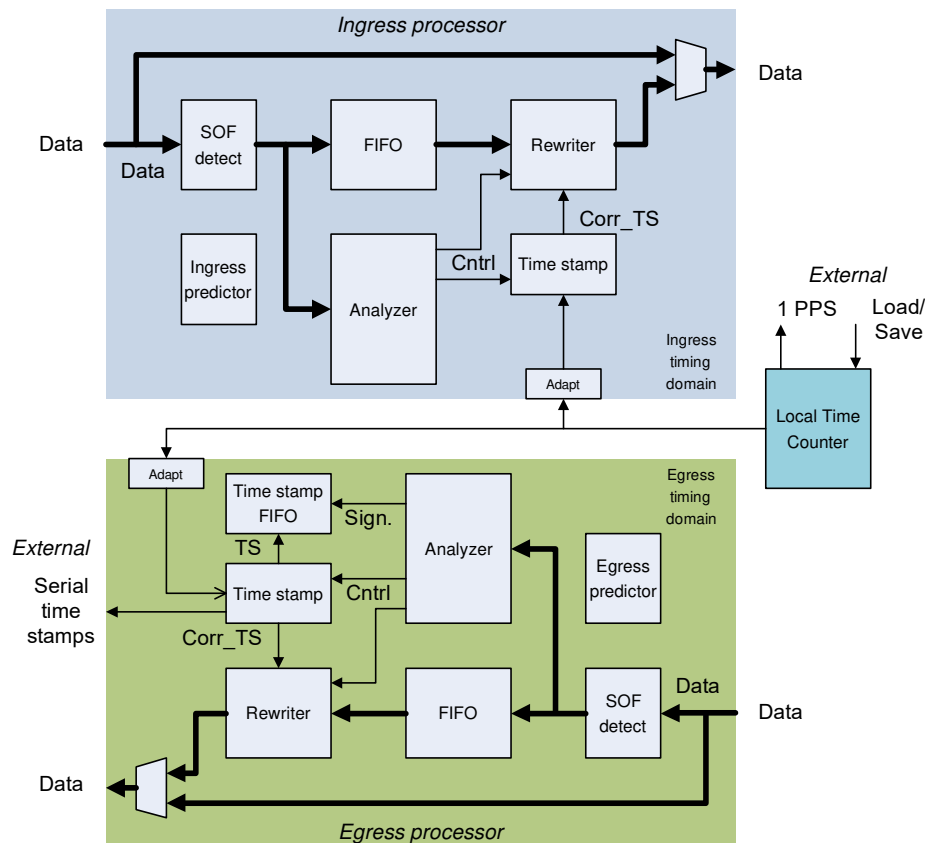 Ingress processor
Data
Data
Data
SOF
detect
FIFO
Rewriter
Corr_TS
Ingress
predictor
Analyzer
Cntrl
Time stamp
External
1 PPS
Load/
Save
Ingress
timing
domain
Adapt
Local Time
Counter
Adapt
Time stamp
FIFO
Sign.
Analyzer
Egress
timing
domain
External
TS
Egress
predictor
Serial
time
stamps
Time stamp
Cntrl
Corr_TS
Rewriter
FIFO
SOF
detect
Data
Data
Data
Egress processor